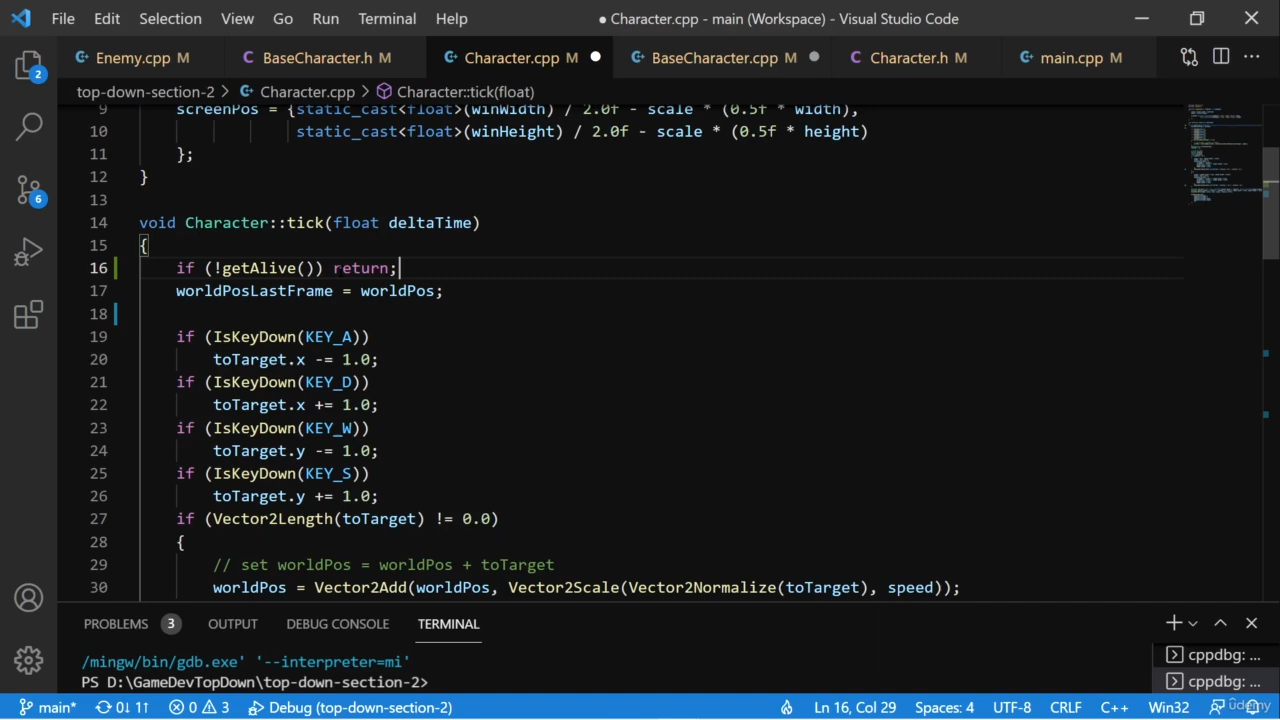 File Edit Selection View Go Run Terminal Help ● Character.cpp - main (Workspace) - Visual Studio Code
Enemy.cpp M BaseCharacter.h M Character.cpp M BaseCharacter.cpp M Character.h M main.cpp M
2
top-down-section-2 > Character.cpp > Character::tick(float)
9 screenPos = {static_cast<float>(winWidth) / 2.0f - scale * (0.5f * width),
10 static_cast<float>(winHeight) / 2.0f - scale * (0.5f * height)
11 };
12 }
13
14 void Character::tick(float deltaTime)
15 {
16 if (!getAlive()) return;
17 worldPosLastFrame = worldPos;
18
6
19 if (IsKeyDown(KEY_A))
20 toTarget.x -= 1.0;
21 if (IsKeyDown(KEY_D))
22 toTarget.x += 1.0;
23 if (IsKeyDown(KEY_W))
24 toTarget.y -= 1.0;
25 if (IsKeyDown(KEY_S))
26 toTarget.y += 1.0;
27 if (Vector2Length(toTarget) != 0.0)
28 {
29 // set worldPos = worldPos + toTarget
30 worldPos = Vector2Add(worldPos, Vector2Scale(Vector2Normalize(toTarget), speed));
PROBLEMS 3 OUTPUT DEBUG CONSOLE TERMINAL
/mingw/bin/gdb.exe' '--interpreter=mi'
PS D:\GameDevTopDown\top-down-section-2>
cppdbg: ...
cppdbg: ...
main* 0↓ 1↑ 0 3 Debug (top-down-section-2) Ln 16, Col 29 Spaces: 4 UTF-8 CRLF C++ Win32
udemy